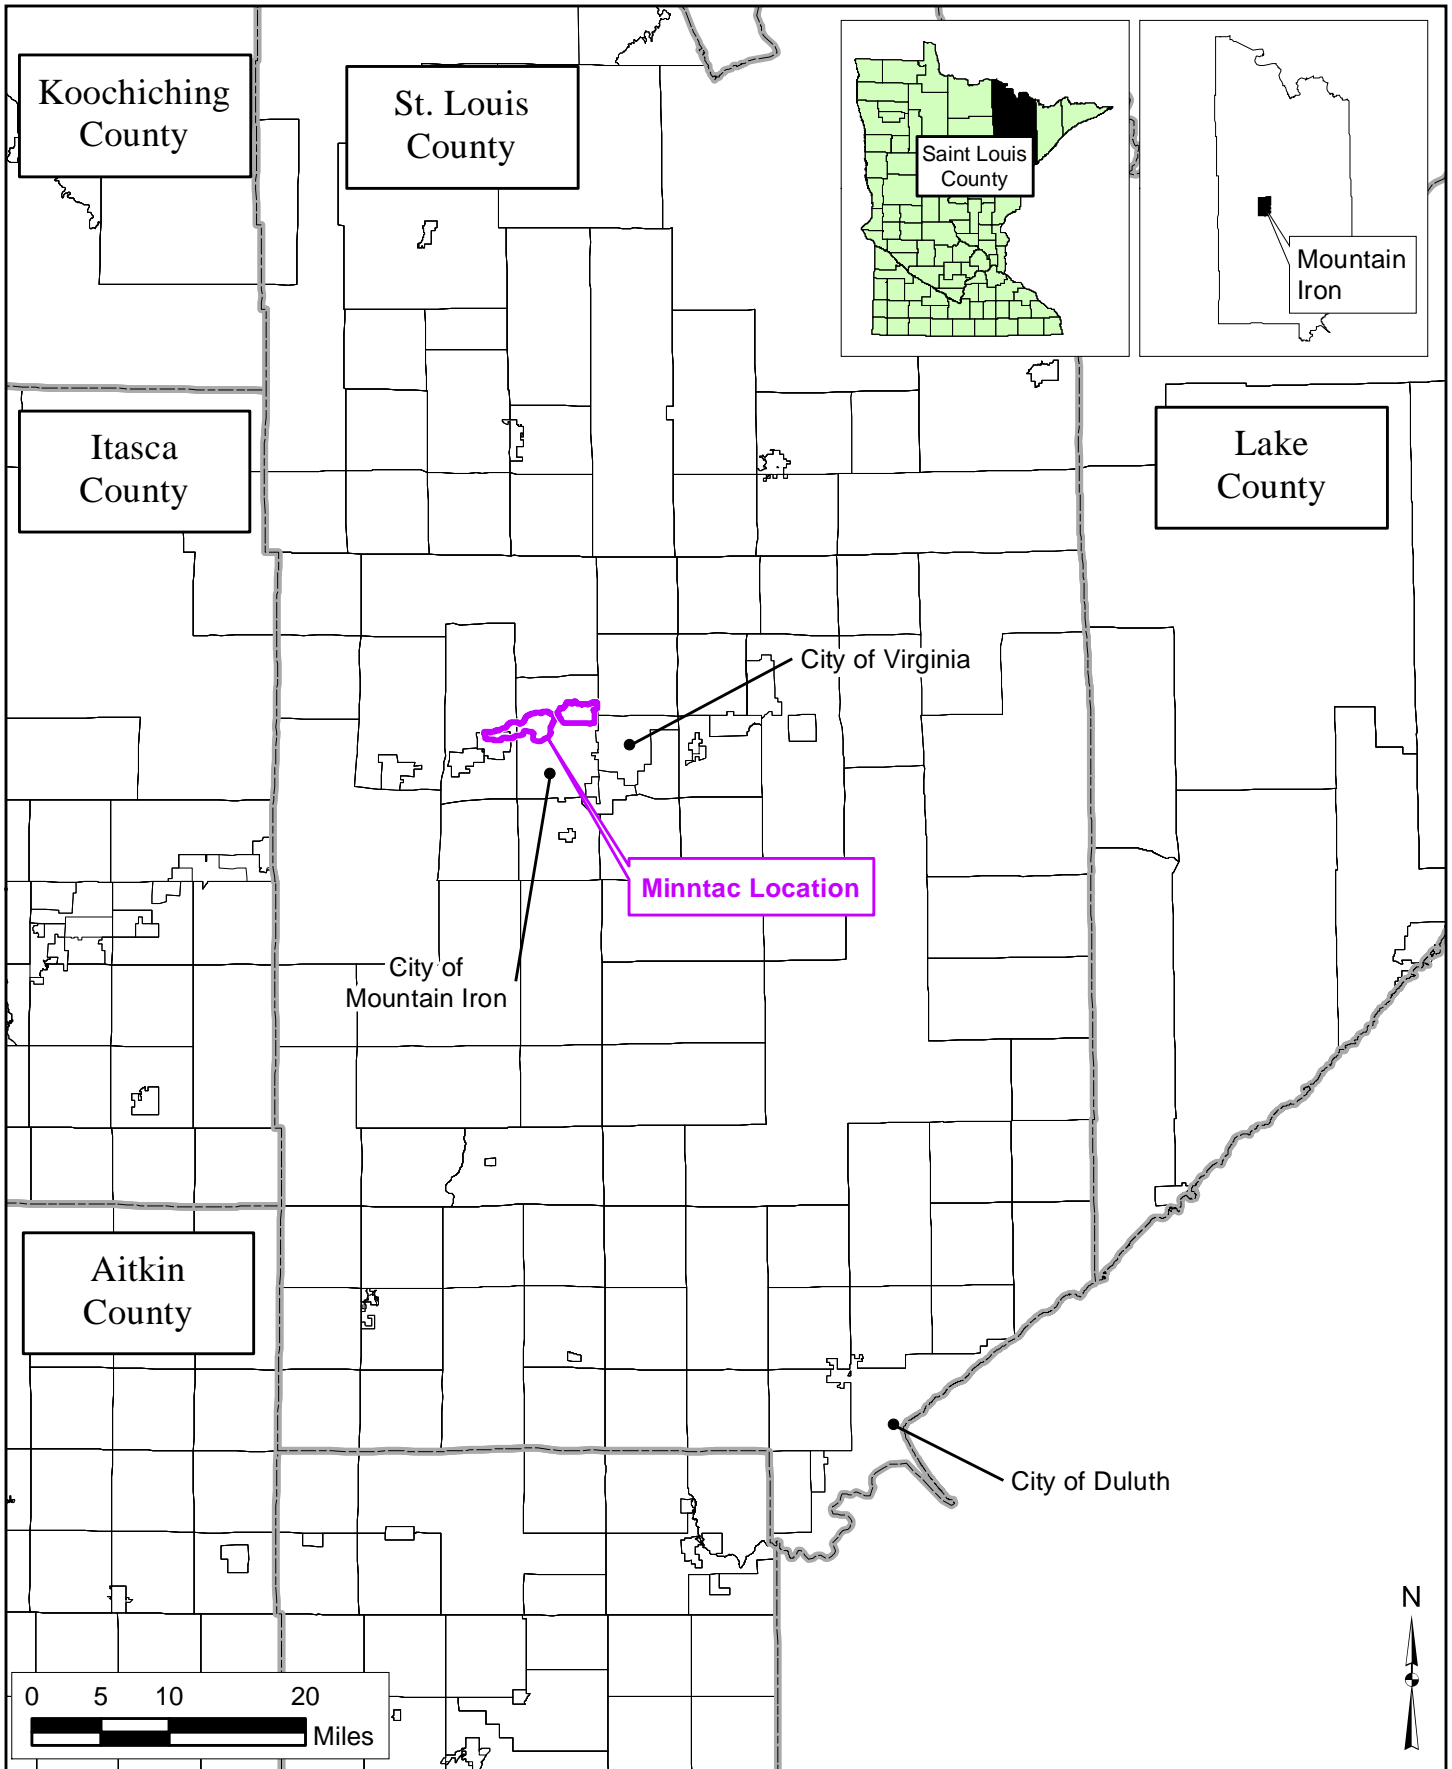 Koochiching
County
St. Louis
County
Saint Louis
County
Mountain
Iron
Itasca
County
Lake
County
City of Virginia
Minntac Location
City of
Mountain Iron
Aitkin
County
City of Duluth
N
0 5 10 20
Miles